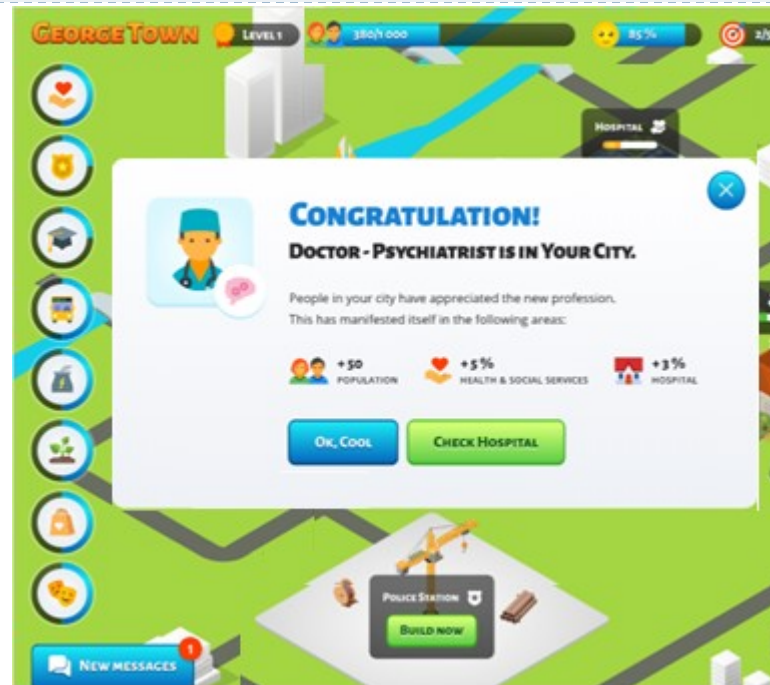 GEORGE TOWN
LEVEL 1
380/1 000
85%
HOSPITAL
CONGRATULATION!
DOCTOR - PSYCHIATRIST IS IN YOUR CITY.
People in your city have appreciated the new profession.
This has manifested itself in the following areas:
+50
POPULATION
+5%
HEALTH & SOCIAL SERVICES
+3%
HOSPITAL
OK, COOL
CHECK HOSPITAL
POLICE STATION
BUILD NOW
NEW MESSAGES
1